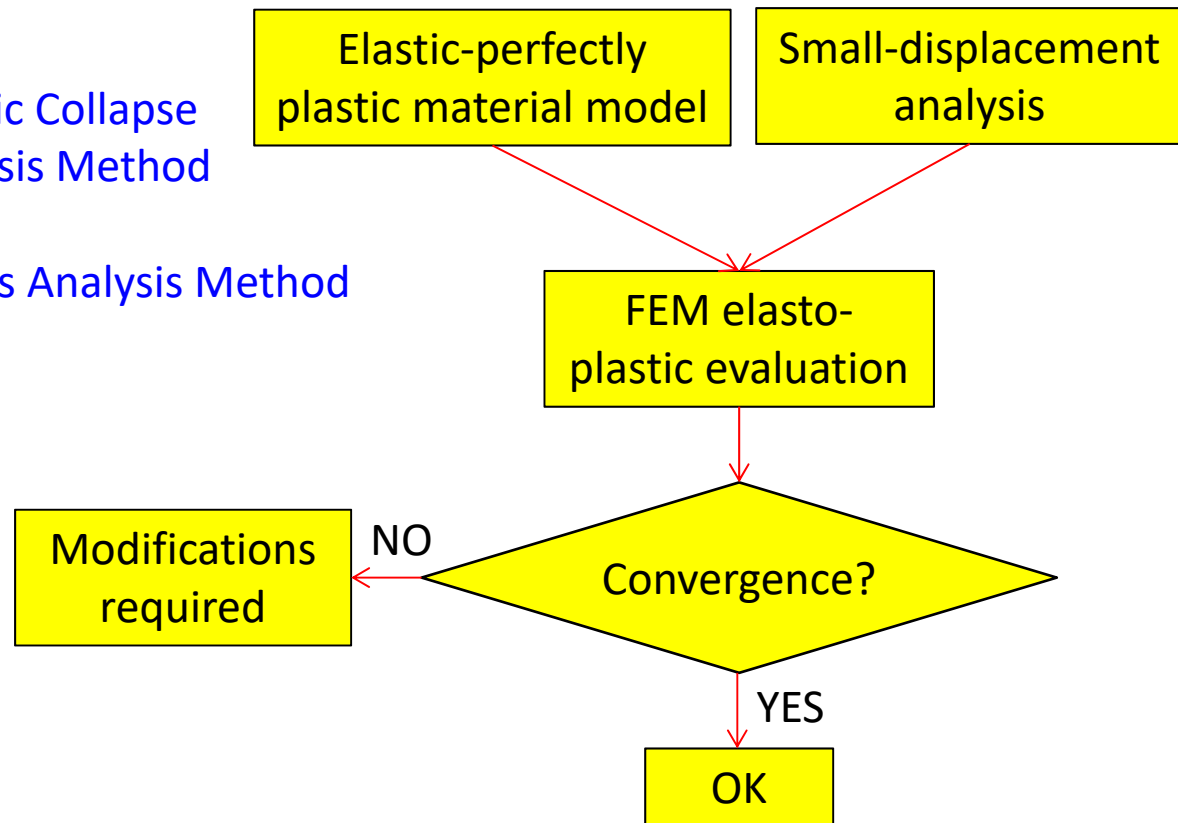 Elastic-perfectly
plastic material model
Small-displacement
analysis
ic Collapse
sis Method
s Analysis Method
FEM elasto-
plastic evaluation
Convergence?
NO
Modifications
required
YES
OK